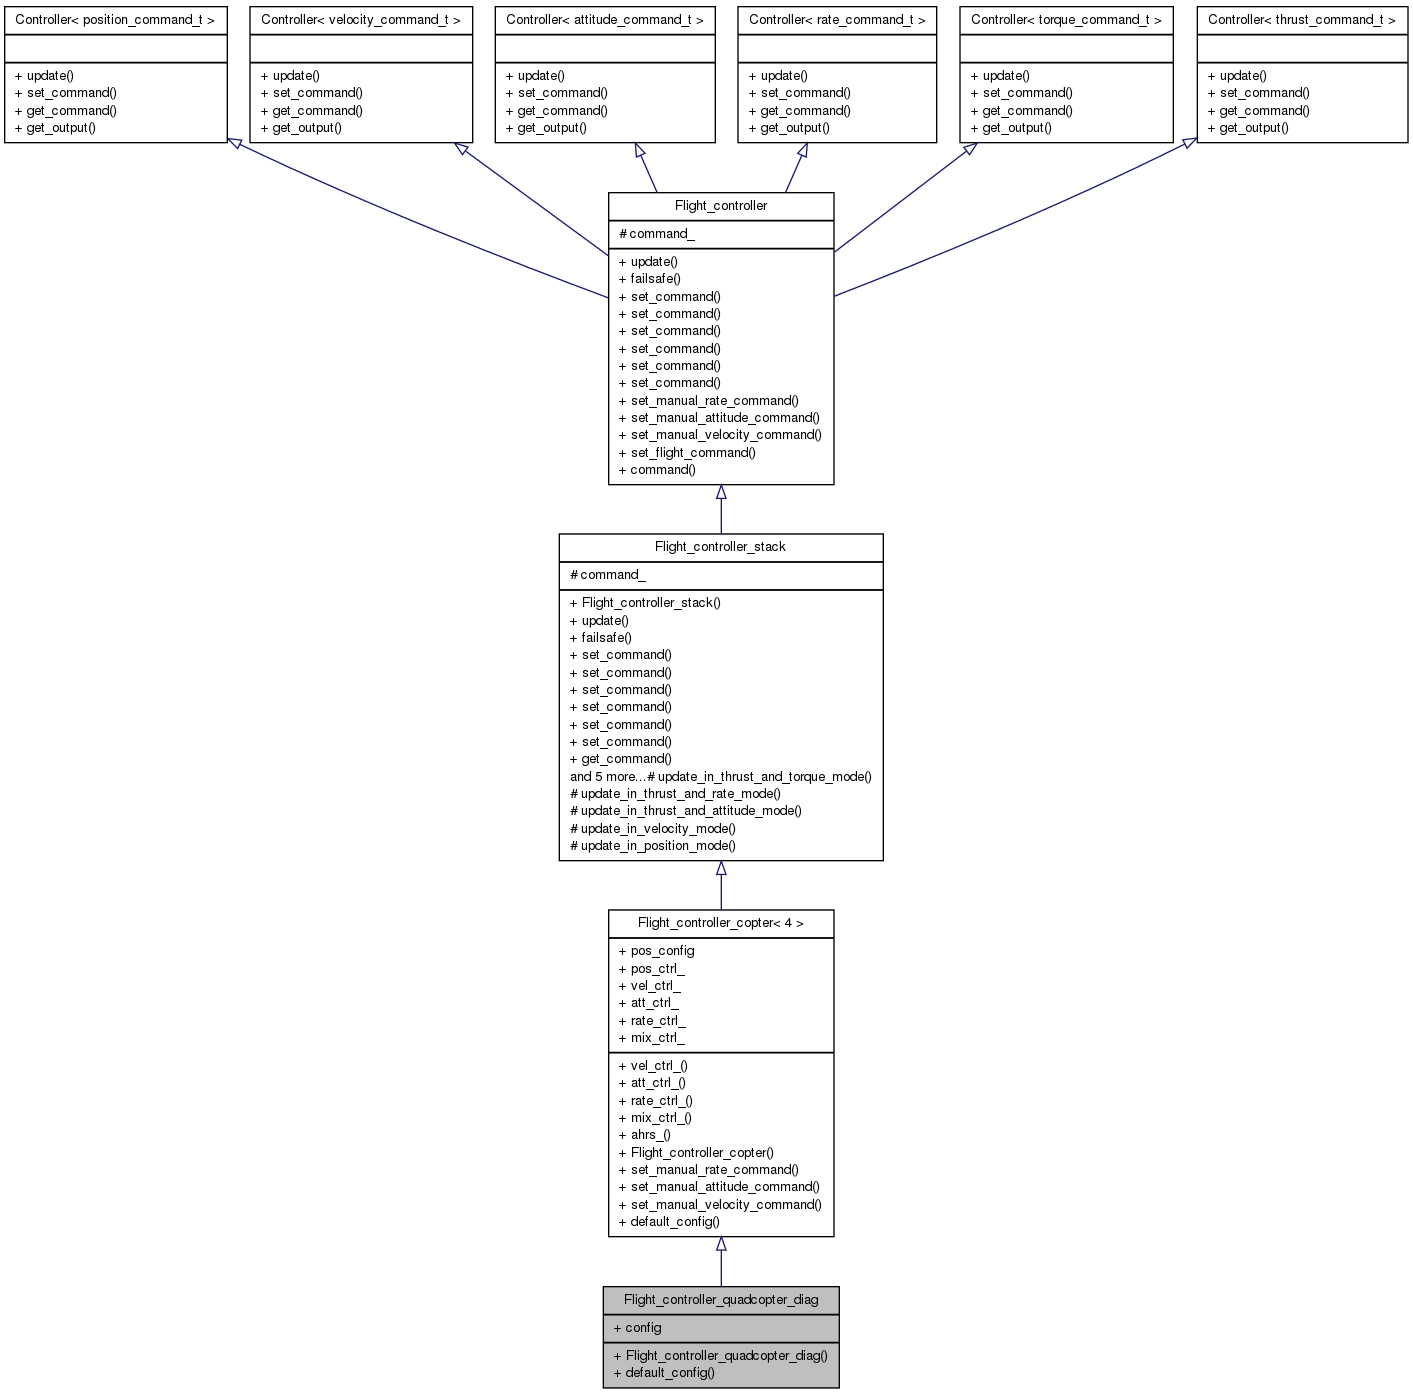 Controller< position_command_t >
+ update()
+ set_command()
+ get_command()
+ get_output()
Controller< velocity_command_t >
+ update()
+ set_command()
+ get_command()
+ get_output()
Controller< attitude_command_t >
+ update()
+ set_command()
+ get_command()
+ get_output()
Controller< rate_command_t >
+ update()
+ set_command()
+ get_command()
+ get_output()
Controller< torque_command_t >
+ update()
+ set_command()
+ get_command()
+ get_output()
Controller< thrust_command_t >
+ update()
+ set_command()
+ get_command()
+ get_output()
Flight_controller
# command_
+ update()
+ failsafe()
+ set_command()
+ set_command()
+ set_command()
+ set_command()
+ set_command()
+ set_command()
+ set_manual_rate_command()
+ set_manual_attitude_command()
+ set_manual_velocity_command()
+ set_flight_command()
+ command()
Flight_controller_stack
# command_
+ Flight_controller_stack()
+ update()
+ failsafe()
+ set_command()
+ set_command()
+ set_command()
+ set_command()
+ set_command()
+ set_command()
+ get_command()
and 5 more...# update_in_thrust_and_torque_mode()
# update_in_thrust_and_rate_mode()
# update_in_thrust_and_attitude_mode()
# update_in_velocity_mode()
# update_in_position_mode()
Flight_controller_copter< 4 >
+ pos_config
+ pos_ctrl_
+ vel_ctrl_
+ att_ctrl_
+ rate_ctrl_
+ mix_ctrl_
+ vel_ctrl_()
+ att_ctrl_()
+ rate_ctrl_()
+ mix_ctrl_()
+ ahrs_()
+ Flight_controller_copter()
+ set_manual_rate_command()
+ set_manual_attitude_command()
+ set_manual_velocity_command()
+ default_config()
Flight_controller_quadcopter_diag
+ config
+ Flight_controller_quadcopter_diag()
+ default_config()